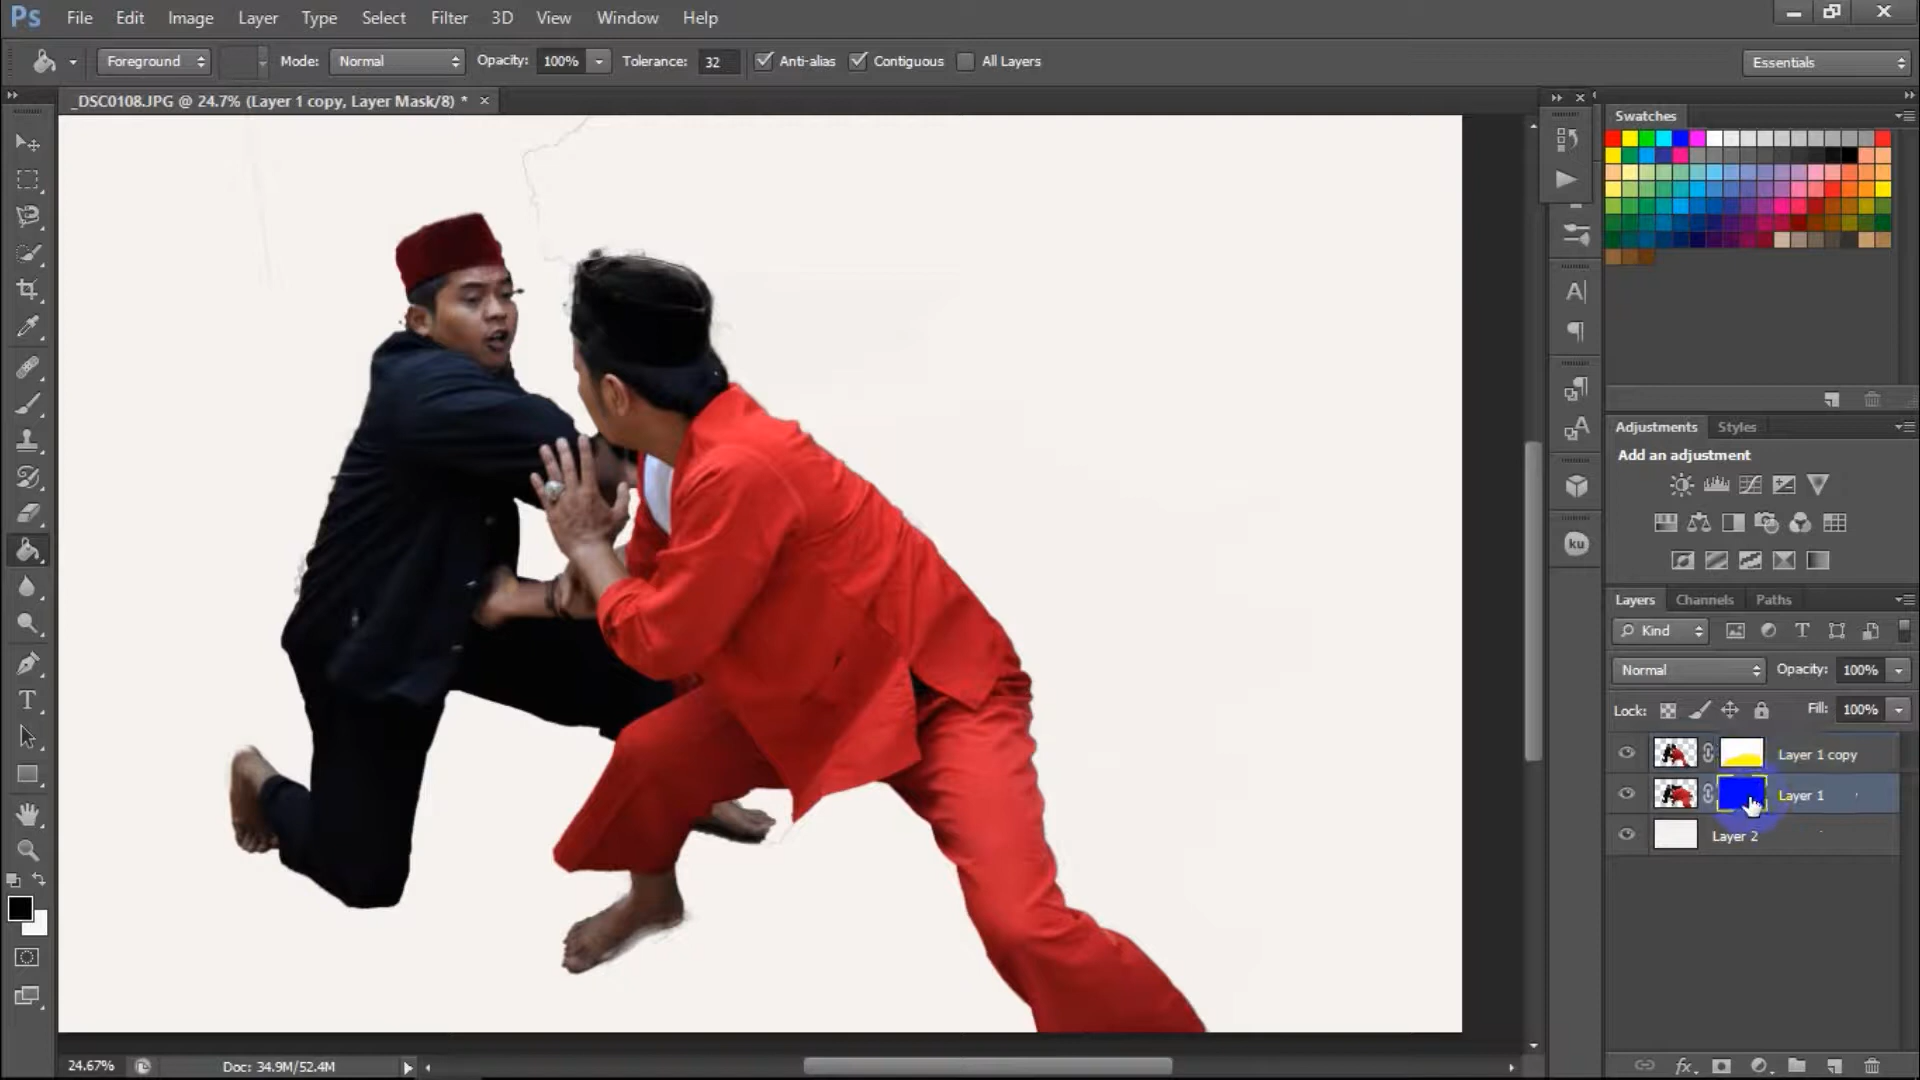 Ps File Edit Image Layer Type Select Filter 3D View Window Help
Foreground Mode: Normal Opacity: 100% Tolerance: 32 Anti-alias Contiguous All Layers Essentials
_DSC0108.JPG @ 24.7% (Layer 1 copy, Layer Mask/8) *
Swatches
Adjustments Styles
Add an adjustment
ku
Layers Channels Paths
Kind
Normal Opacity: 100%
Lock: Fill: 100%
Layer 1 copy
Layer 1
Layer 2
24.67% Doc: 34.9M/52.4M
fx